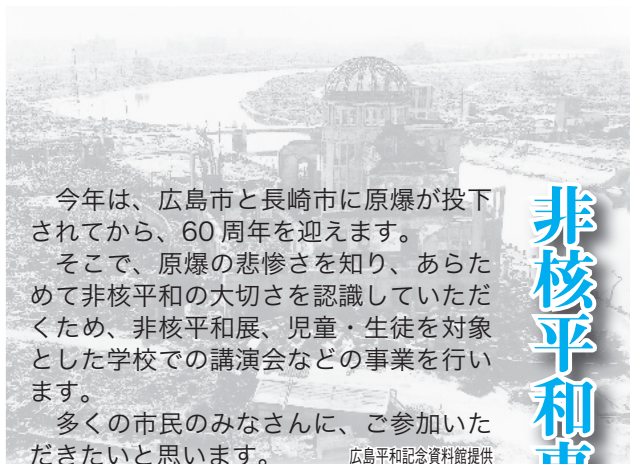 非核平和
　今年は、広島市と長崎市に原爆が投下
されてから、60 周年を迎えます。
　そこで、原爆の悲惨さを知り、あらた
めて非核平和の大切さを認識していただ
くため、非核平和展、児童・生徒を対象
とした学校での講演会などの事業を行い
ます。
　多くの市民のみなさんに、ご参加いた
だきたいと思います。
広島平和記念資料館提供